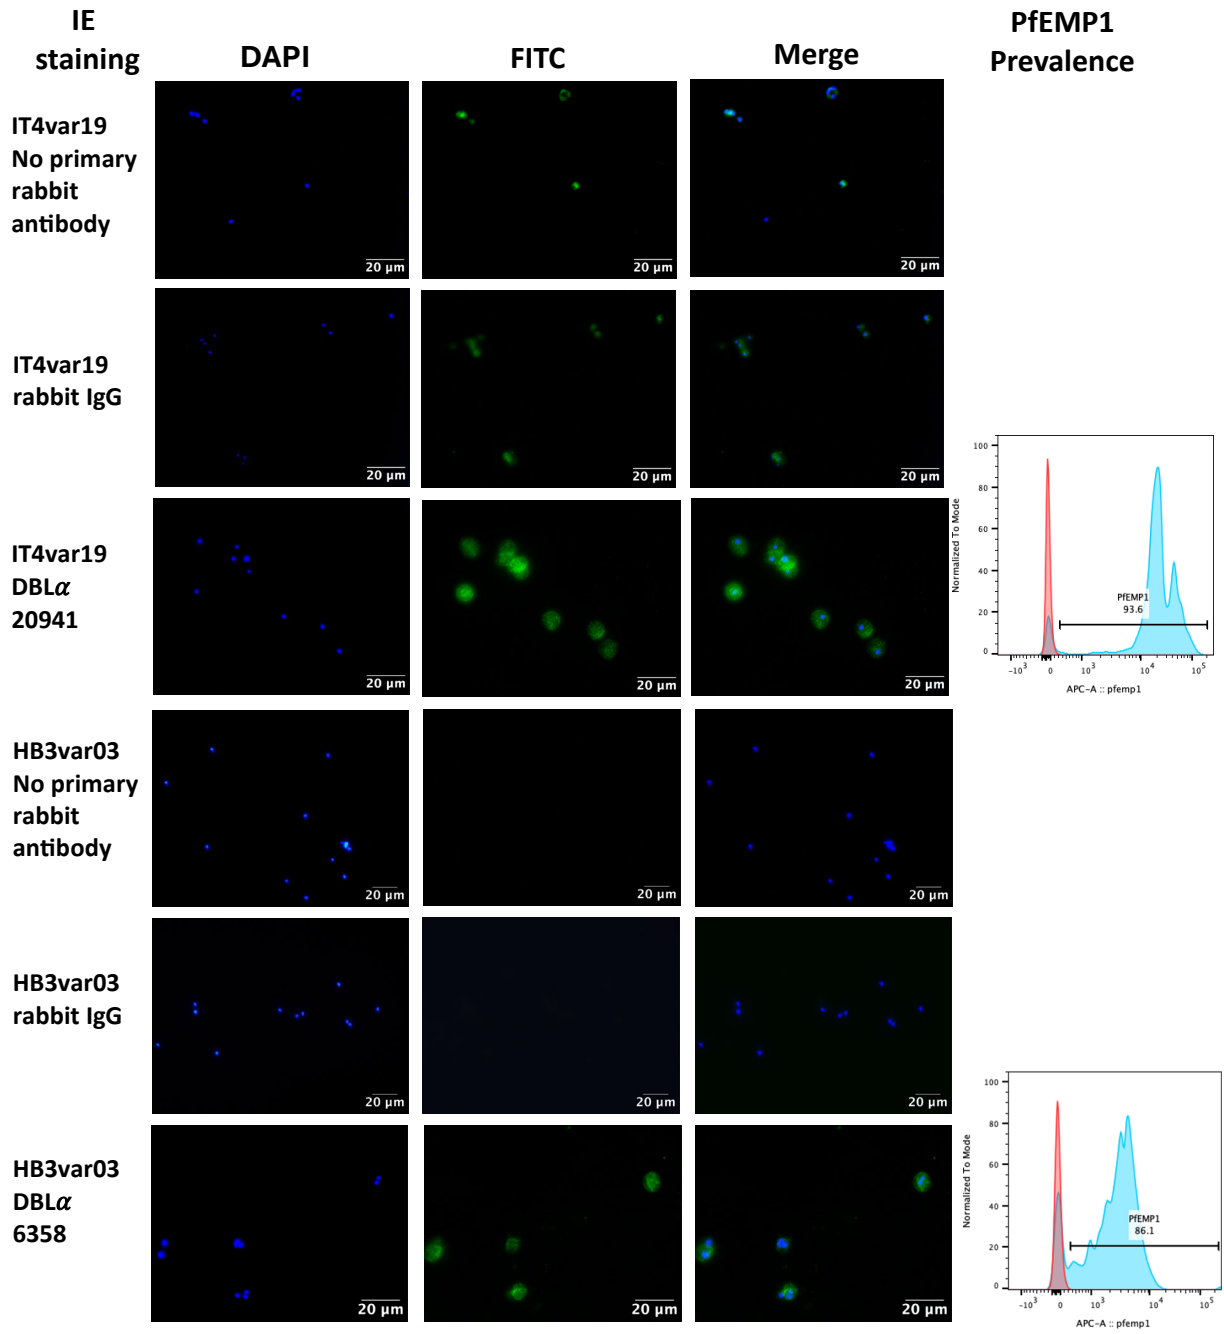 IE
staining
DAPI
FITC
Merge
PfEMP1
Prevalence
IT4var19
No primary
rabbit
antibody
20 µm
20 µm
20 µm
IT4var19
rabbit IgG
20 µm
20 µm
20 µm
IT4var19
DBLα
20941
20 µm
20 µm
20 µm
Normalized To Mode
100
80
60
40
20
0
PfEMP1
93.6
-10³ 0 10³ 10⁴ 10⁵
APC-A :: pfemp1
HB3var03
No primary
rabbit
antibody
20 µm
20 µm
20 µm
HB3var03
rabbit IgG
20 µm
20 µm
20 µm
HB3var03
DBLα
6358
20 µm
20 µm
20 µm
Normalized To Mode
100
80
60
40
20
0
PfEMP1
86.1
-10³ 0 10³ 10⁴ 10⁵
APC-A :: pfemp1